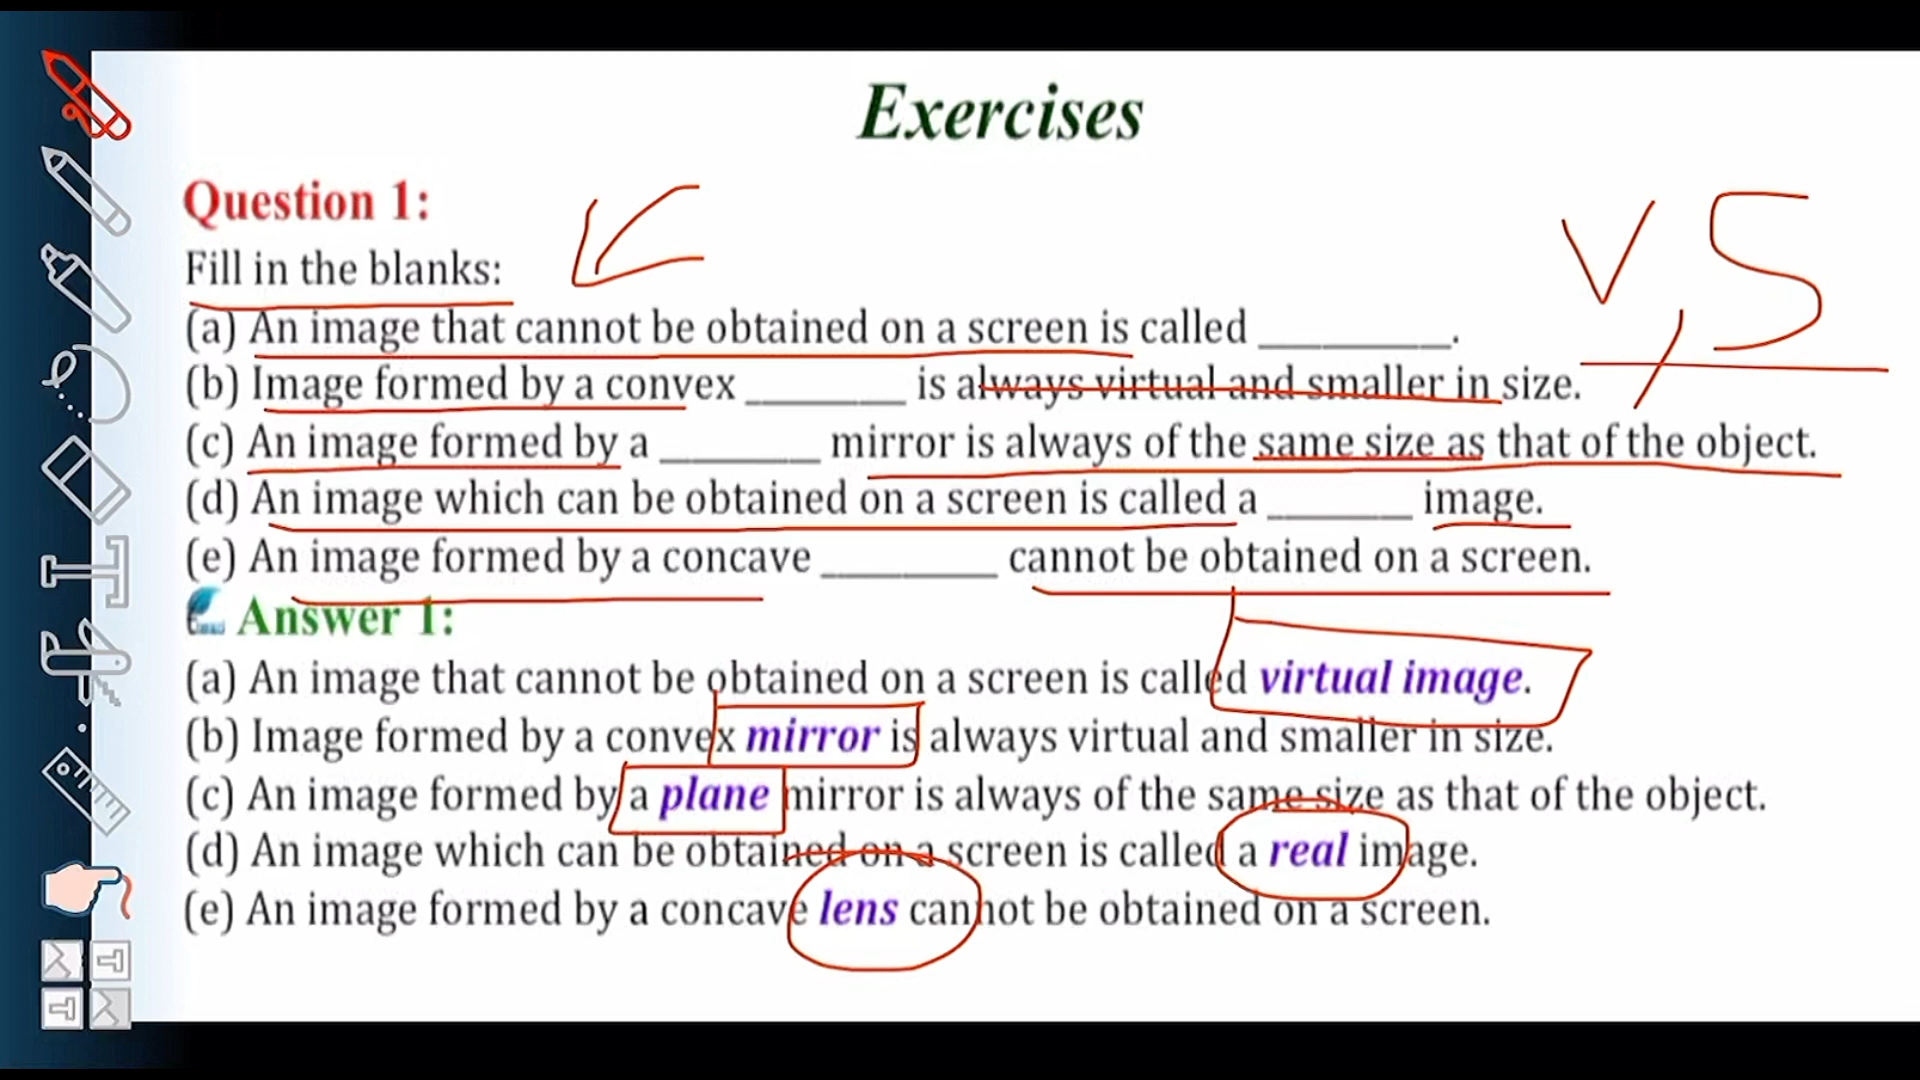 Exercises
Question 1:
V, S
Fill in the blanks:
(a) An image that cannot be obtained on a screen is called _________.
(b) Image formed by a convex ________ is always virtual and smaller in size.
(c) An image formed by a ________ mirror is always of the same size as that of the object.
(d) An image which can be obtained on a screen is called a _______ image.
(e) An image formed by a concave _________ cannot be obtained on a screen.
Answer 1:
(a) An image that cannot be obtained on a screen is called virtual image.
(b) Image formed by a convex mirror is always virtual and smaller in size.
(c) An image formed by a plane mirror is always of the same size as that of the object.
(d) An image which can be obtained on a screen is called a real image.
(e) An image formed by a concave lens cannot be obtained on a screen.